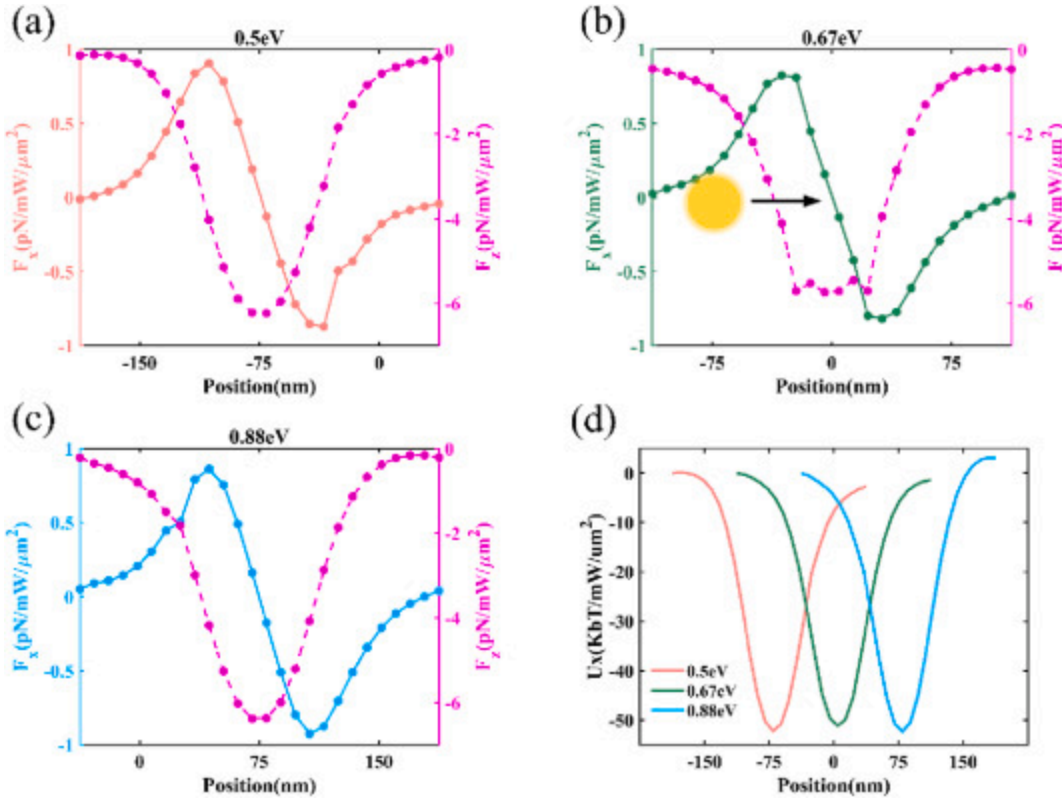 (a)
0.5eV
1
0.5
0
-0.5
-1
F_x(pN/mW/μm²)
0
-2
-4
-6
F_z(pN/mW/μm²)
-150
-75
0
Position(nm)
(b)
0.67eV
1
0.5
0
-0.5
-1
F_x(pN/mW/μm²)
0
-2
-4
-6
F_(pN/mW/μm²)
-75
0
75
Position(nm)
(c)
0.88eV
1
0.5
0
-0.5
-1
F_x(pN/mW/μm²)
0
-2
-4
-6
F_z(pN/mW/μm²)
0
75
150
Position(nm)
(d)
0
-10
-20
-30
-40
-50
Ux(KbT/mW/um²)
0.5eV
0.67eV
0.88eV
-150
-75
0
75
150
Position(nm)